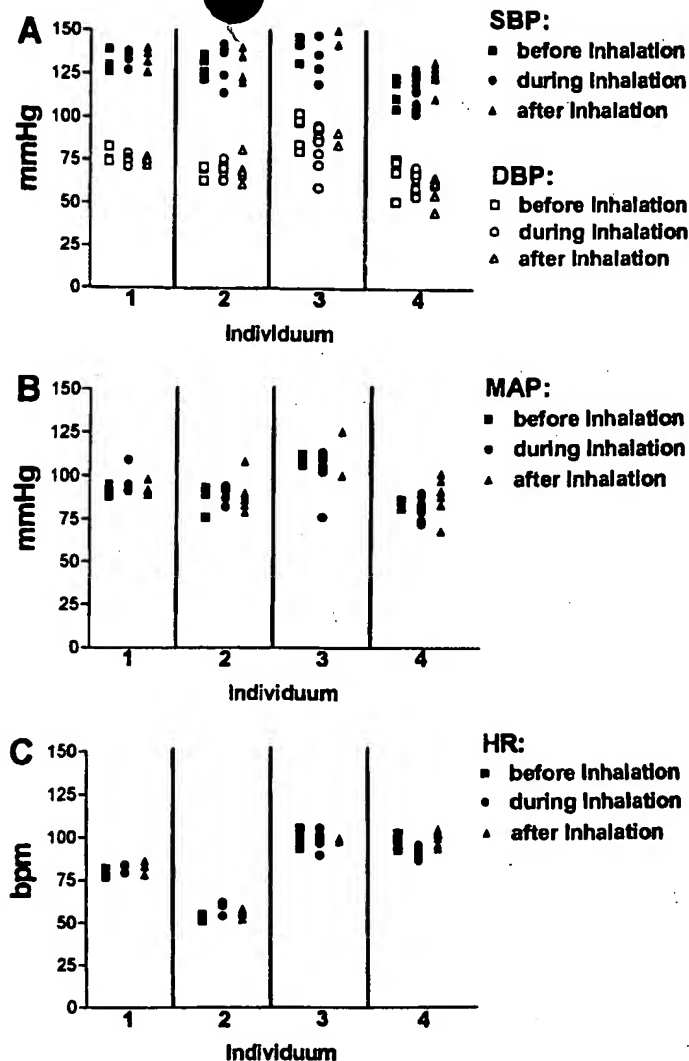 A
150
125
100
75
50
25
0
mmHg
1 2 3 4
Individuum
SBP:
before Inhalation
during Inhalation
after Inhalation
DBP:
before Inhalation
during Inhalation
after Inhalation
B
150
125
100
75
50
25
0
mmHg
1 2 3 4
Individuum
MAP:
before Inhalation
during Inhalation
after Inhalation
C
150
125
100
75
50
25
0
bpm
1 2 3 4
Individuum
HR:
before Inhalation
during Inhalation
after Inhalation